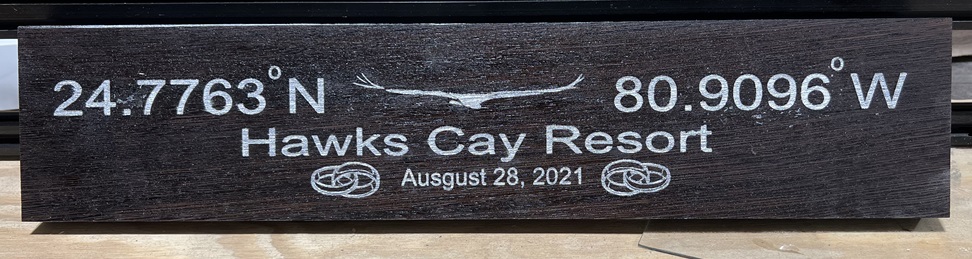 24.7763°N 80.9096°W
Hawks Cay Resort
Ausgust 28, 2021